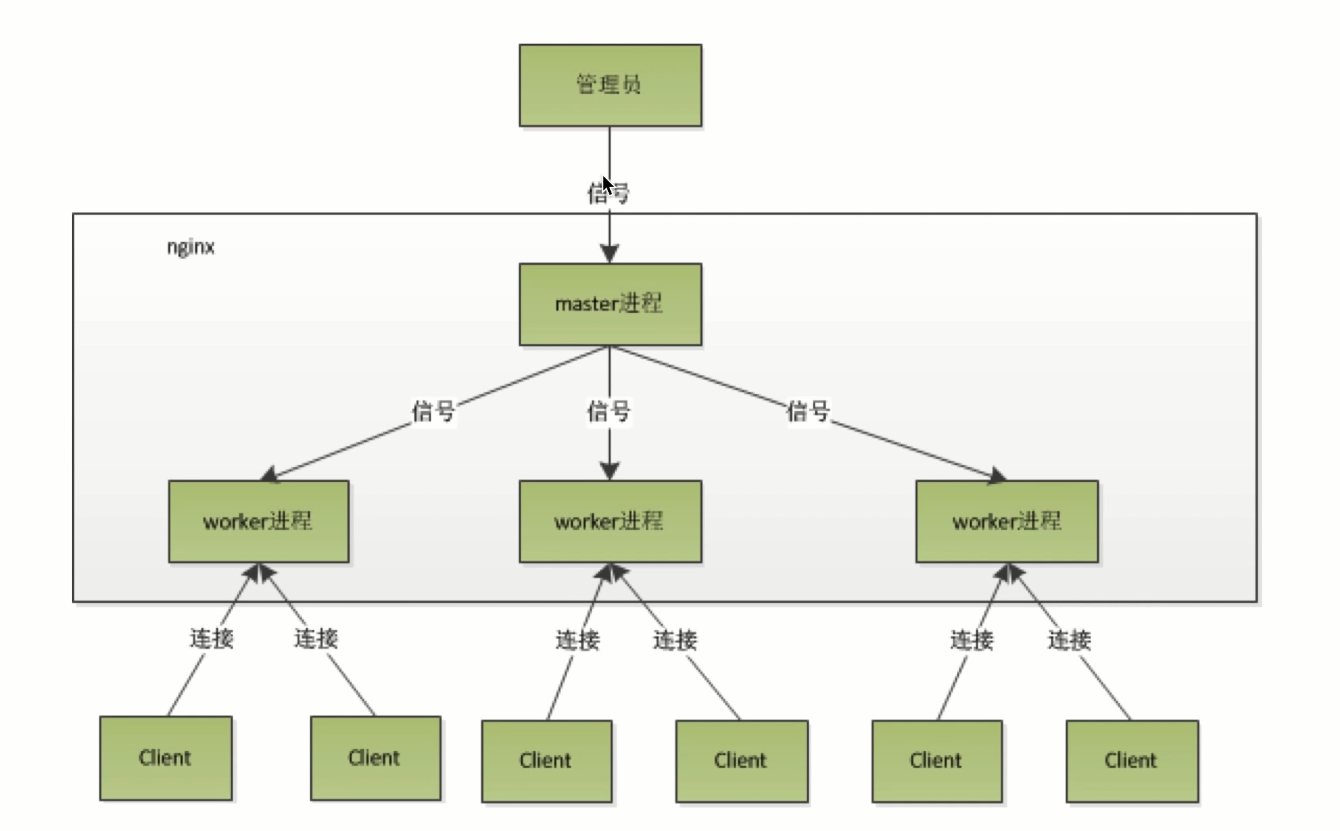 管理员
信号
nginx
master进程
信号
信号
信号
worker进程
worker进程
worker进程
连接
连接
连接
连接
连接
连接
Client
Client
Client
Client
Client
Client